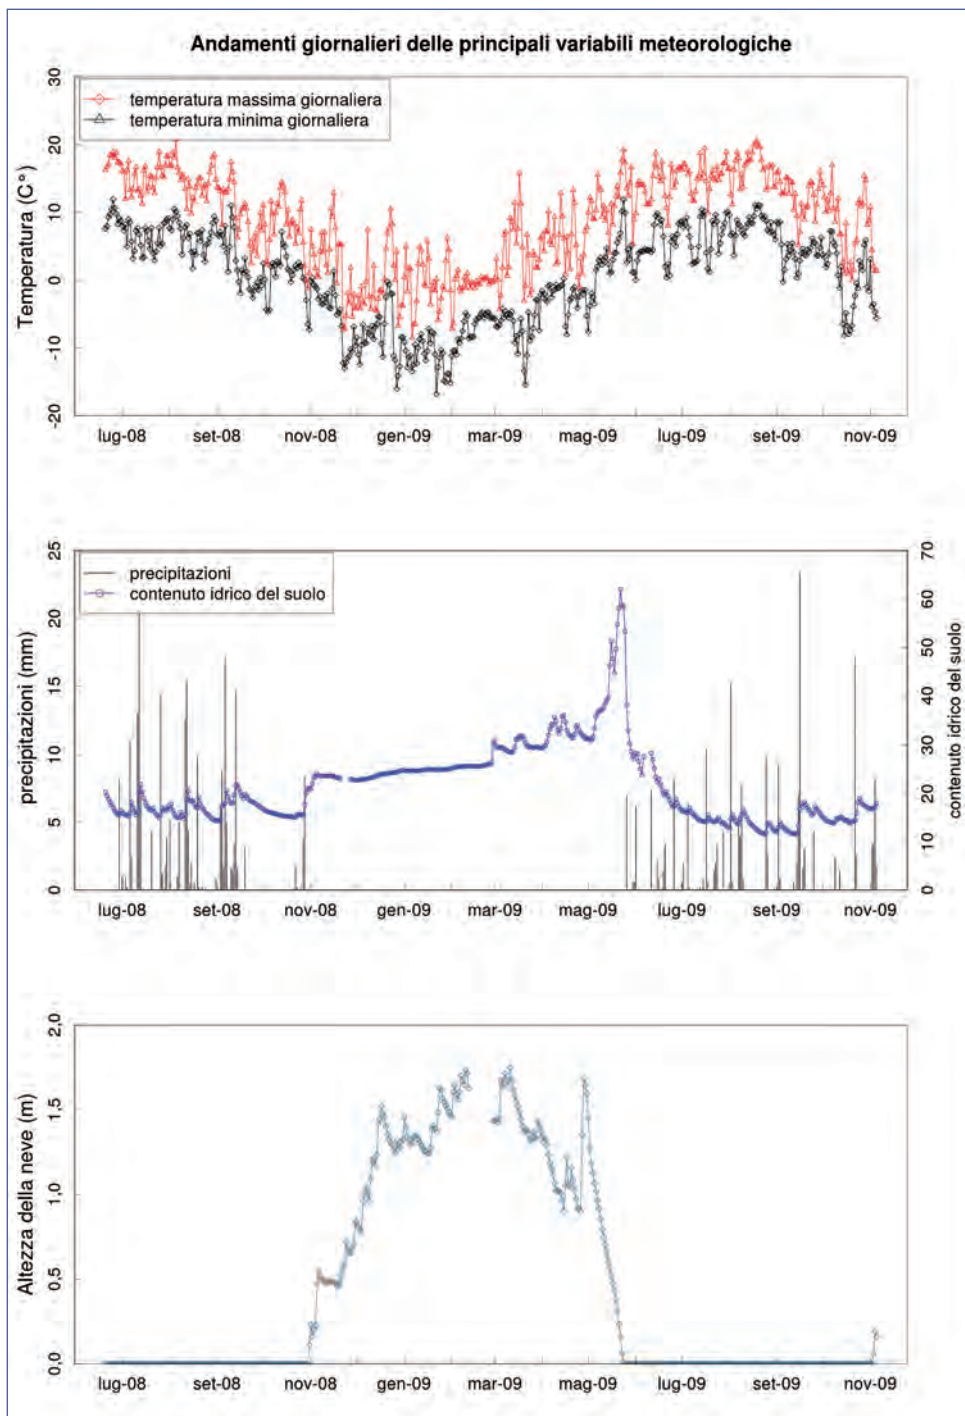 Andamenti giornalieri delle principali variabili meteorologiche
Temperatura (C°)
30
20
10
0
-10
-20
temperatura massima giornaliera
temperatura minima giornaliera
lug-08 set-08 nov-08 gen-09 mar-09 mag-09 lug-09 set-09 nov-09
precipitazioni (mm)
25
20
15
10
5
0
precipitazioni
contenuto idrico del suolo
70
60
50
40
30
20
10
0
contenuto idrico del suolo
lug-08 set-08 nov-08 gen-09 mar-09 mag-09 lug-09 set-09 nov-09
Altezza della neve (m)
2,0
1,5
1,0
0,5
0,0
lug-08 set-08 nov-08 gen-09 mar-09 mag-09 lug-09 set-09 nov-09